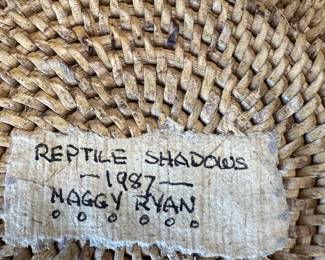 REPTILE SHADOWS
— 1987 —
MAGGY RYAN